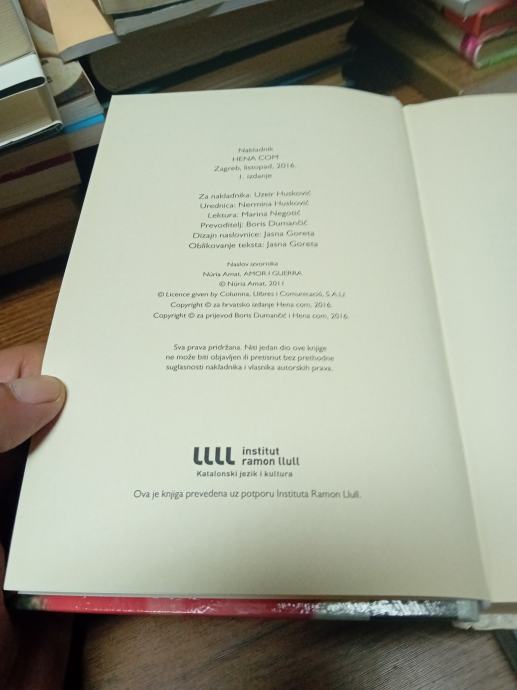 Nakladnik
HENA COM
Zagreb, listopad, 2016.
1. izdanje
Za nakladnika: Uzeir Husković
Urednica: Nermina Husković
Lektura: Marina Negotić
Prevoditelj: Boris Dumančić
Dizajn naslovnice: Jasna Goreta
Oblikovanje teksta: Jasna Goreta
Naslov izvornika
Núria Amat, AMOR I GUERRA
© Núria Amat, 2011
© Licence given by Columna, Llibres i Comunicació, S.A.U.
Copyright © za hrvatsko izdanje Hena com, 2016.
Copyright © za prijevod Boris Dumančić i Hena com, 2016.
Sva prava pridržana. Niti jedan dio ove knjige
ne može biti objavljen ili pretisnut bez prethodne
suglasnosti nakladnika i vlasnika autorskih prava.
LLLL institut
ramon llull
Katalonski jezik i kultura
Ova je knjiga prevedena uz potporu Instituta Ramon Llull.